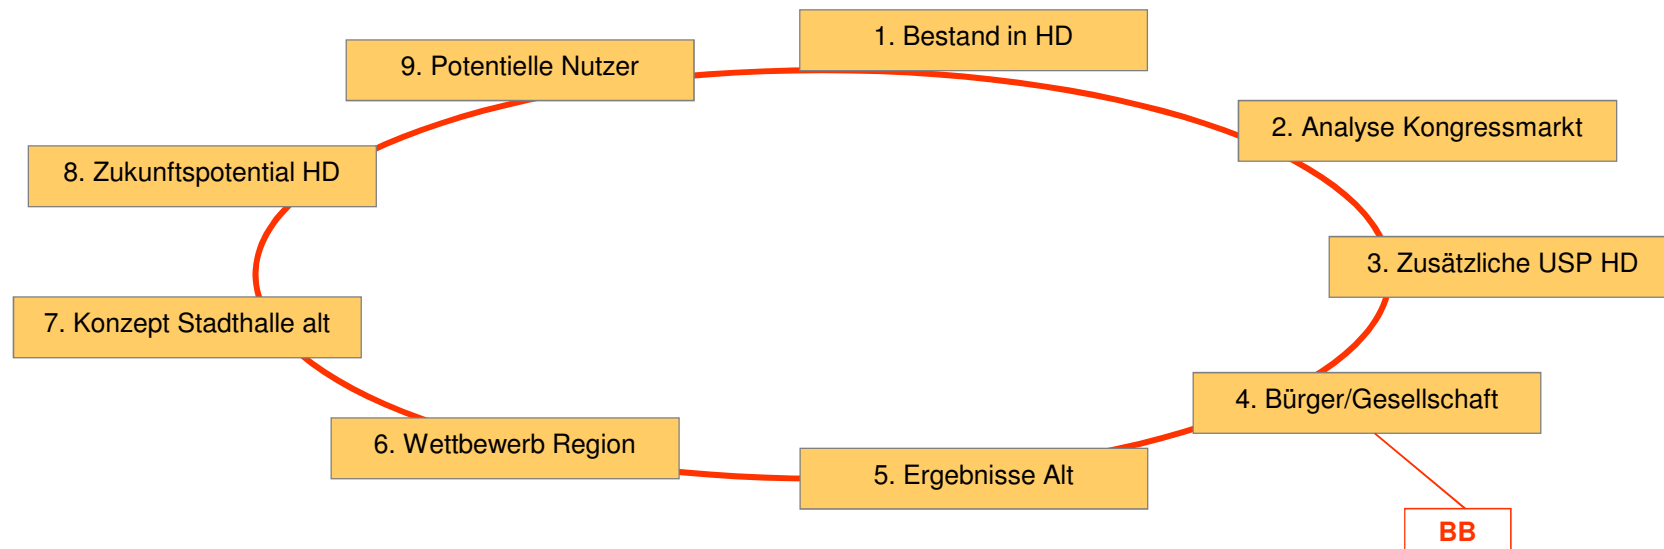 1. Bestand in HD
2. Analyse Kongressmarkt
3. Zusätzliche USP HD
4. Bürger/Gesellschaft
BB
5. Ergebnisse Alt
6. Wettbewerb Region
7. Konzept Stadthalle alt
8. Zukunftspotential HD
9. Potentielle Nutzer